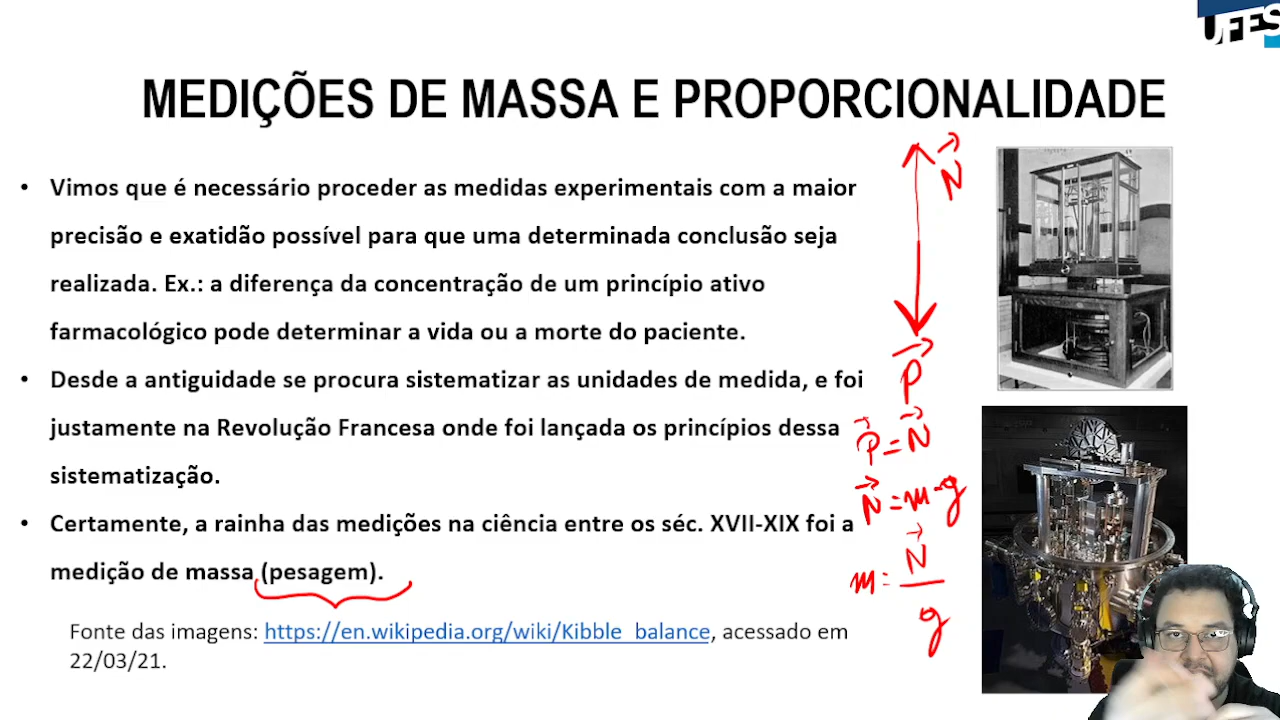 UFES
MEDIÇÕES DE MASSA E PROPORCIONALIDADE
• Vimos que é necessário proceder as medidas experimentais com a maior
precisão e exatidão possível para que uma determinada conclusão seja
realizada. Ex.: a diferença da concentração de um princípio ativo
farmacológico pode determinar a vida ou a morte do paciente.
• Desde a antiguidade se procura sistematizar as unidades de medida, e foi
justamente na Revolução Francesa onde foi lançada os princípios dessa
sistematização.
• Certamente, a rainha das medições na ciência entre os séc. XVII-XIX foi a
medição de massa (pesagem).
Fonte das imagens: https://en.wikipedia.org/wiki/Kibble_balance, acessado em
22/03/21.
N⃗
P⃗
P⃗=N⃗
N⃗=m·g
m=N⃗/g